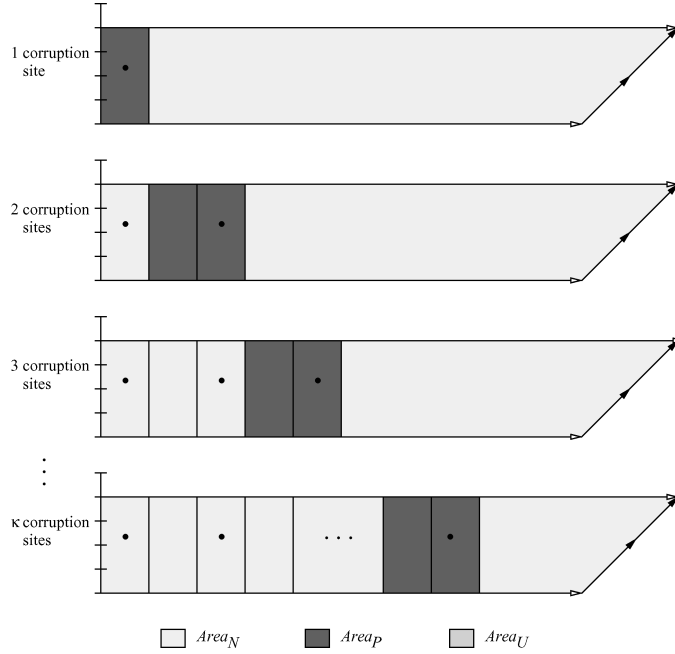 1 corruption
site
2 corruption
sites
3 corruption
sites
⋮
κ corruption
sites
. . .
Area_N Area_P Area_U